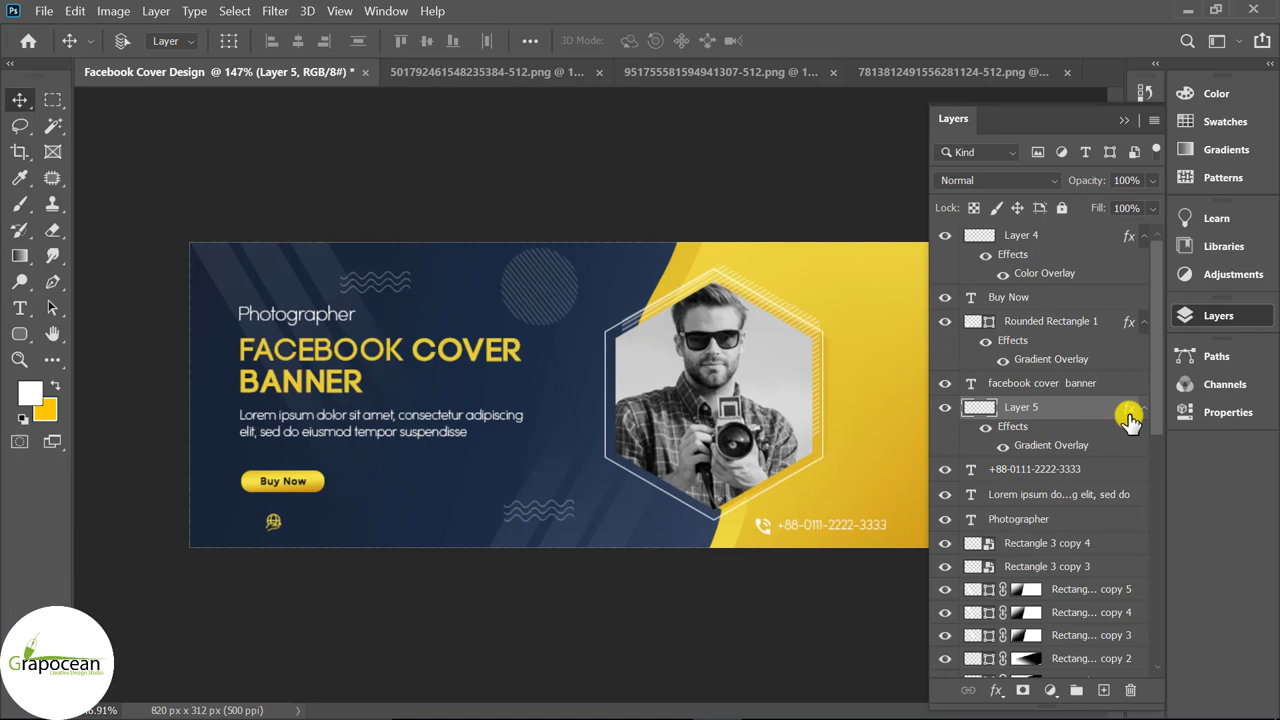 Ps File Edit Image Layer Type Select Filter 3D View Window Help
Layer 3D Mode:
Facebook Cover Design @ 147% (Layer 5, RGB/8#) * 501792461548235384-512.png @ 1... 951755581594941307-512.png @ 1... 7813812491556281124-512.png @...
Photographer
FACEBOOK COVER
BANNER
Lorem ipsum dolor sit amet, consectetur adipiscing
elit, sed do eiusmod tempor suspendisse
Buy Now
+88-0111-2222-3333
Layers
Kind
Normal Opacity: 100%
Lock: Fill: 100%
Layer 4 fx
Effects
Color Overlay
T Buy Now
Rounded Rectangle 1 fx
Effects
Gradient Overlay
T facebook cover banner
Layer 5
Effects
Gradient Overlay
T +88-0111-2222-3333
T Lorem ipsum do...g elit, sed do
T Photographer
Rectangle 3 copy 4
Rectangle 3 copy 3
Rectang... copy 5
Rectang... copy 4
Rectang... copy 3
Rectang... copy 2
fx
Color
Swatches
Gradients
Patterns
Learn
Libraries
Adjustments
Layers
Paths
Channels
Properties
Grapocean
Creative Design Studio
820 px x 312 px (500 ppi)